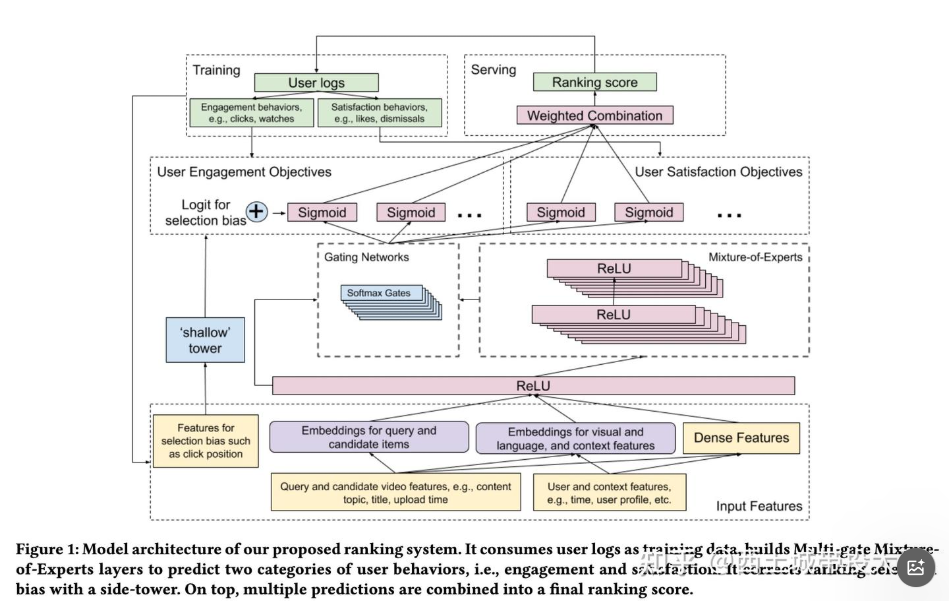 Training
User logs
Engagement behaviors,
e.g., clicks, watches
Satisfaction behaviors,
e.g., likes, dismissals
Serving
Ranking score
Weighted Combination
User Engagement Objectives
Logit for
selection bias
Sigmoid
Sigmoid
...
User Satisfaction Objectives
Sigmoid
Sigmoid
...
Gating Networks
Softmax Gates
Mixture-of-Experts
ReLU
ReLU
'shallow'
tower
ReLU
Features for
selection bias such
as click position
Embeddings for query and
candidate items
Embeddings for visual and
language, and context features
Dense Features
Query and candidate video features, e.g., content
topic, title, upload time
User and context features,
e.g., time, user profile, etc.
Input Features
Figure 1: Model architecture of our proposed ranking system. It consumes user logs as training data, builds Multi-gate Mixture-
of-Experts layers to predict two categories of user behaviors, i.e., engagement and satisfaction. It corrects ranking
bias with a side-tower. On top, multiple predictions are combined into a final ranking score.
知乎